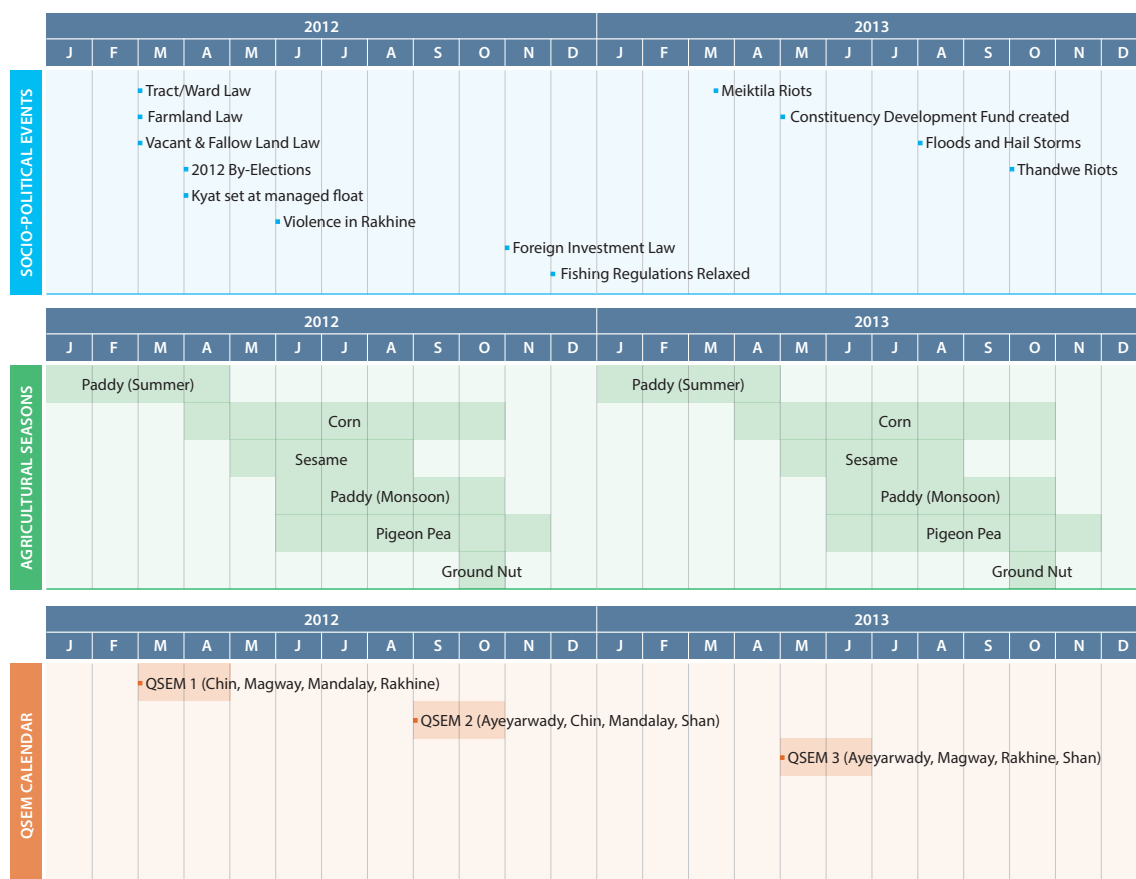 2012 2013
J F M A M J J A S O N D J F M A M J J A S O N D
SOCIO-POLITICAL EVENTS
Tract/Ward Law
Meiktila Riots
Farmland Law
Constituency Development Fund created
Vacant & Fallow Land Law
Floods and Hail Storms
2012 By-Elections
Thandwe Riots
Kyat set at managed float
Violence in Rakhine
Foreign Investment Law
Fishing Regulations Relaxed
2012 2013
J F M A M J J A S O N D J F M A M J J A S O N D
AGRICULTURAL SEASONS
Paddy (Summer) Paddy (Summer)
Corn Corn
Sesame Sesame
Paddy (Monsoon) Paddy (Monsoon)
Pigeon Pea Pigeon Pea
Ground Nut Ground Nut
2012 2013
J F M A M J J A S O N D J F M A M J J A S O N D
QSEM CALENDAR
QSEM 1 (Chin, Magway, Mandalay, Rakhine)
QSEM 2 (Ayeyarwady, Chin, Mandalay, Shan)
QSEM 3 (Ayeyarwady, Magway, Rakhine, Shan)